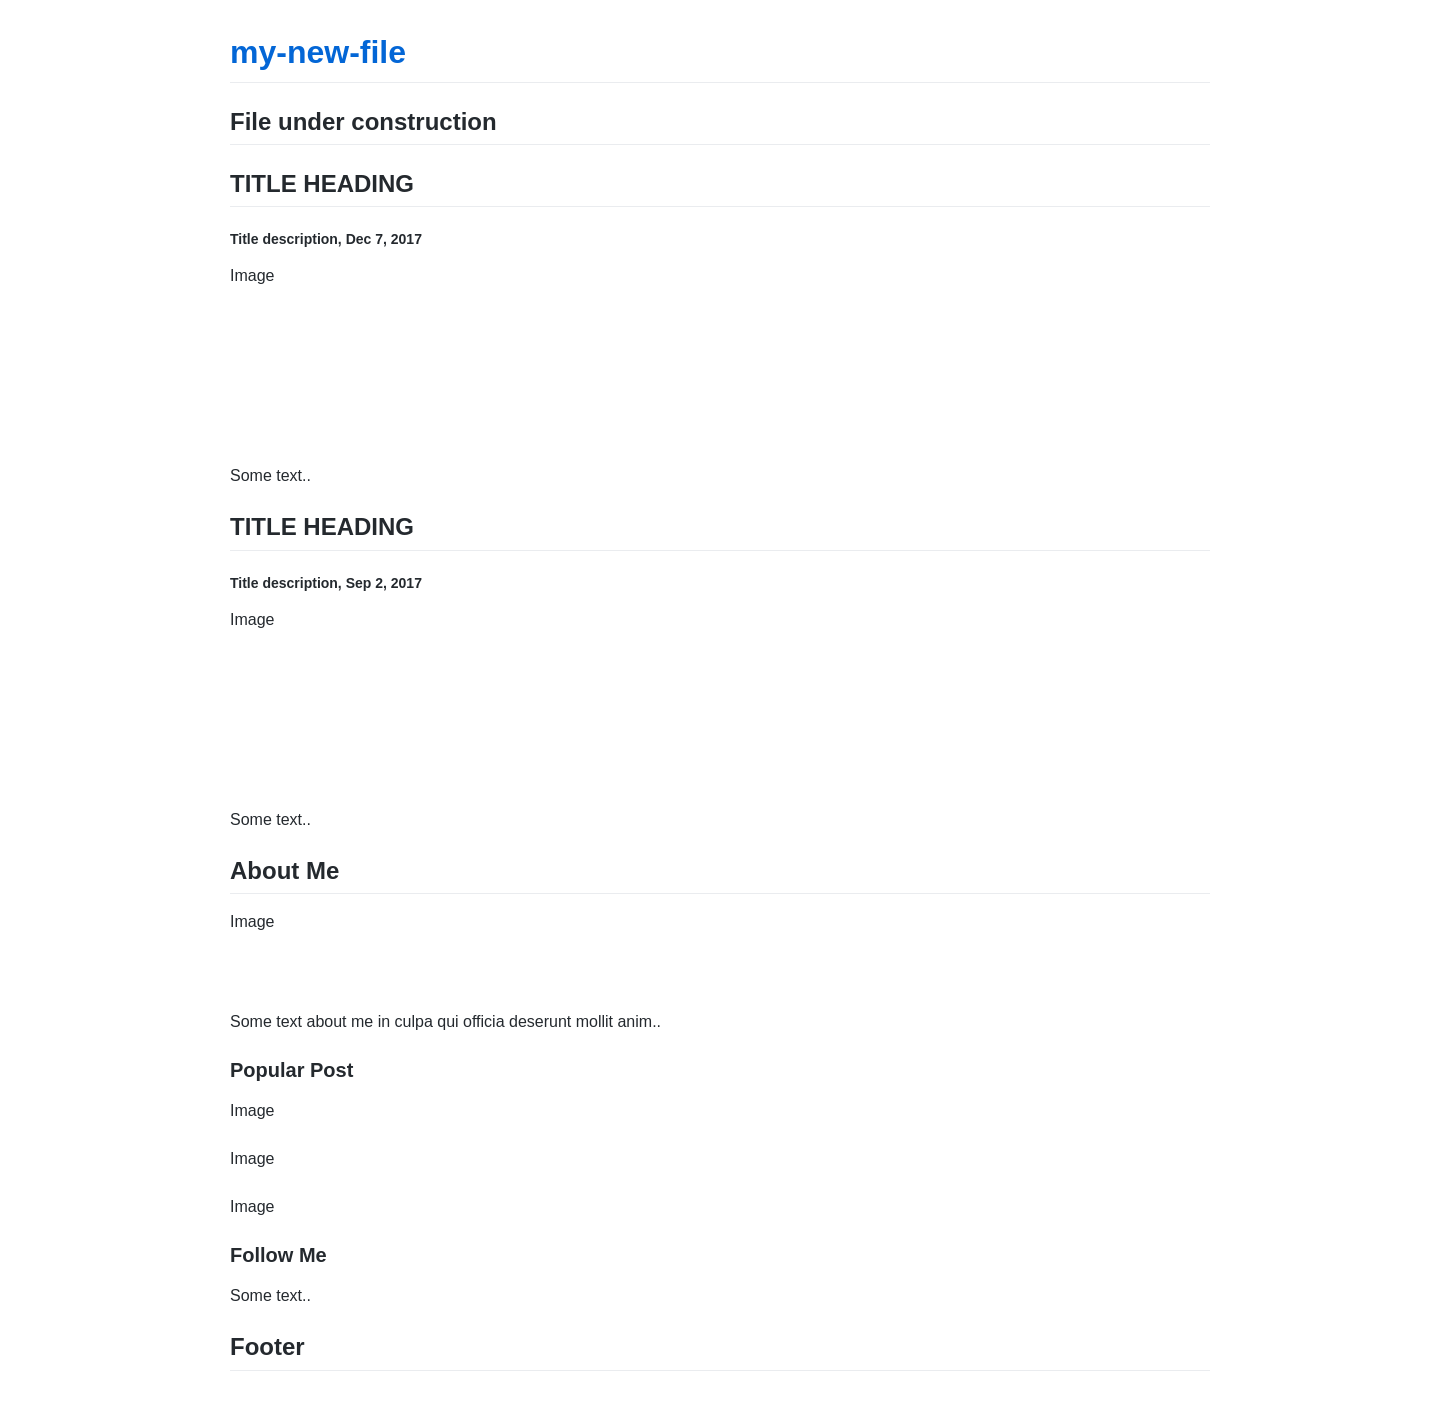 my-new-file
File under construction
TITLE HEADING
Title description, Dec 7, 2017
Image
Some text..
TITLE HEADING
Title description, Sep 2, 2017
Image
Some text..
About Me
Image
Some text about me in culpa qui officia deserunt mollit anim..
Popular Post
Image
Image
Image
Follow Me
Some text..
Footer